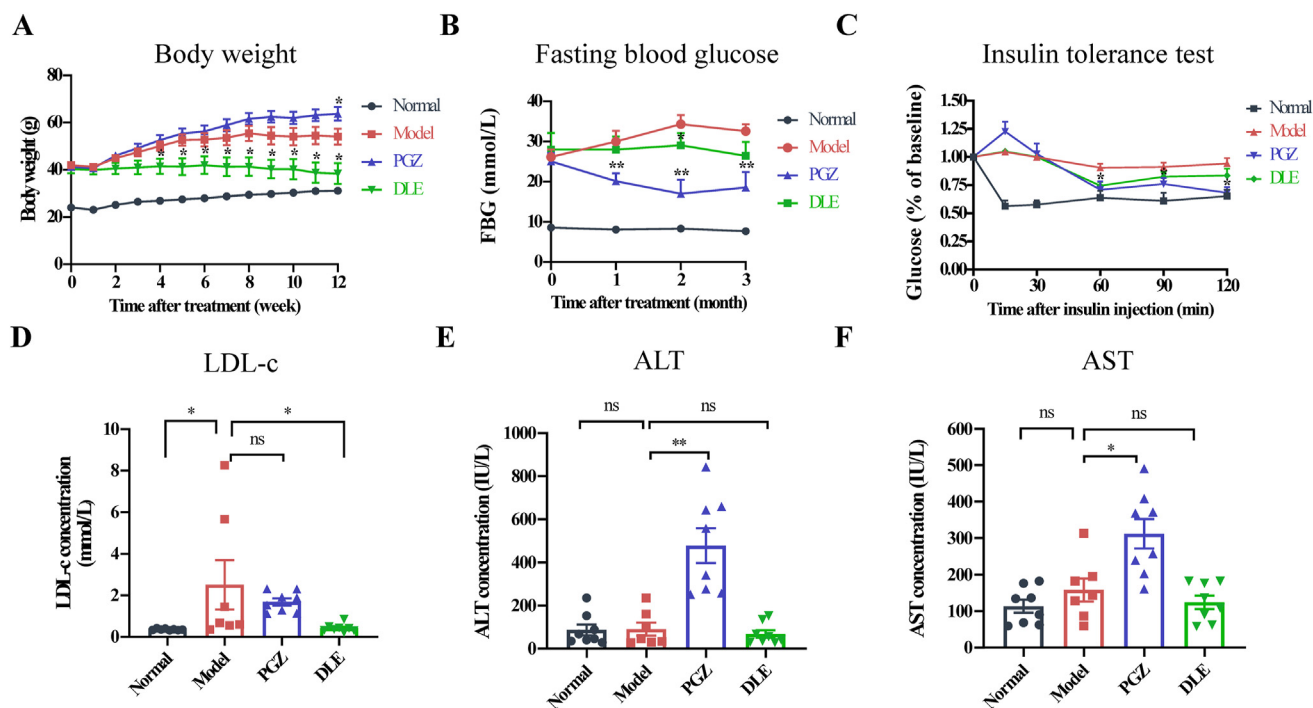 A
Body weight
Body weight (g)
80
60
40
20
0
0
2
4
6
8
10
12
Time after treatment (week)
* * * * * * * * *
*
Normal
Model
PGZ
DLE
B
Fasting blood glucose
FBG (mmol/L)
40
30
20
10
0
0
1
2
3
Time after treatment (month)
**
*
**
**
Normal
Model
PGZ
DLE
C
Insulin tolerance test
Glucose (% of baseline)
1.50
1.25
1.00
0.75
0.50
0.25
0.00
0
30
60
90
120
Time after insulin injection (min)
*
*
*
Normal
Model
PGZ
DLE
D
LDL-c
LDL-c concentration
(mmol/L)
10
8
6
4
2
0
*
*
ns
Normal
Model
PGZ
DLE
E
ALT
ALT concentration (IU/L)
1000
800
600
400
200
0
ns
ns
**
Normal
Model
PGZ
DLE
F
AST
AST concentration (IU/L)
600
500
400
300
200
100
0
ns
ns
*
Normal
Model
PGZ
DLE